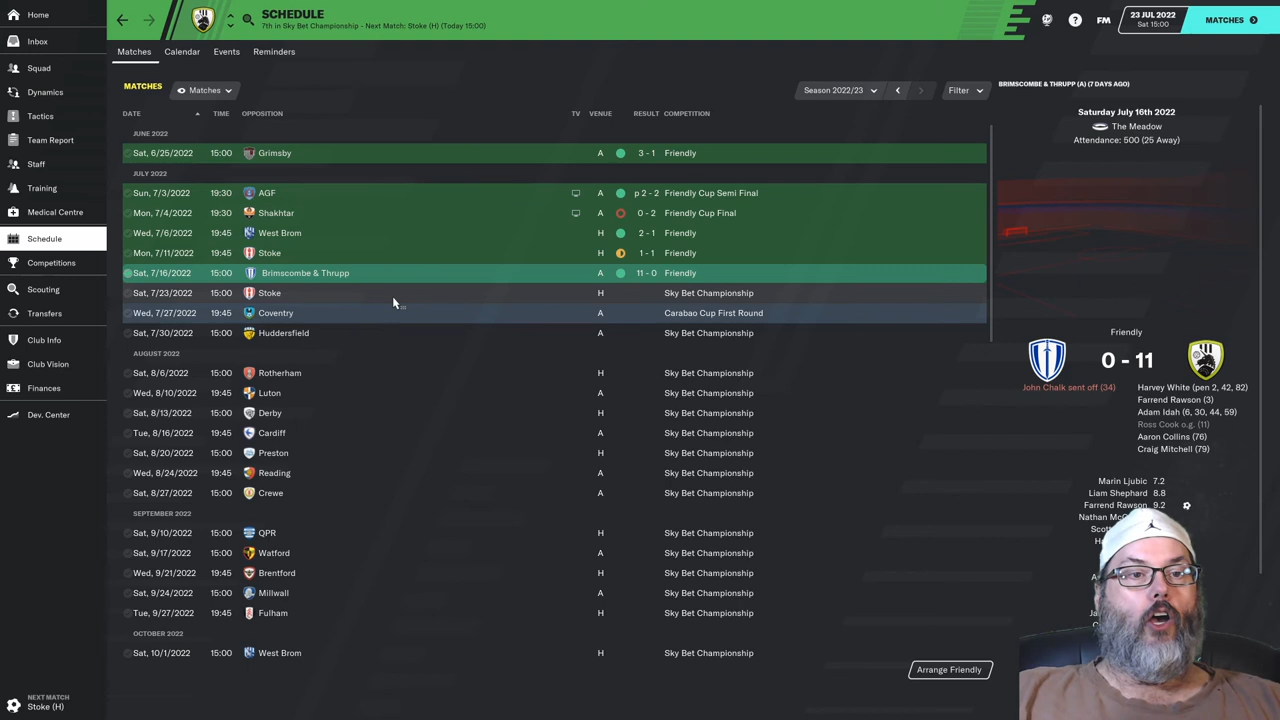 Home
Inbox
Squad
Dynamics
Tactics
Team Report
Staff
Training
Medical Centre
Schedule
Competitions
Scouting
Transfers
Club Info
Club Vision
Finances
Dev. Center
NEXT MATCH
Stoke (H)
SCHEDULE
7th in Sky Bet Championship - Next Match: Stoke (H) (Today 15:00)
? FM 23 JUL 2022
Sat 15:00
MATCHES
Matches Calendar Events Reminders
MATCHES Matches Season 2022/23 Filter
DATE TIME OPPOSITION TV VENUE RESULT COMPETITION
JUNE 2022
Sat, 6/25/2022 15:00 Grimsby A 3 - 1 Friendly
JULY 2022
Sun, 7/3/2022 19:30 AGF A p 2 - 2 Friendly Cup Semi Final
Mon, 7/4/2022 19:30 Shakhtar A 0 - 2 Friendly Cup Final
Wed, 7/6/2022 19:45 West Brom H 2 - 1 Friendly
Mon, 7/11/2022 19:45 Stoke H 1 - 1 Friendly
Sat, 7/16/2022 15:00 Brimscombe & Thrupp A 11 - 0 Friendly
Sat, 7/23/2022 15:00 Stoke H Sky Bet Championship
Wed, 7/27/2022 19:45 Coventry A Carabao Cup First Round
Sat, 7/30/2022 15:00 Huddersfield A Sky Bet Championship
AUGUST 2022
Sat, 8/6/2022 15:00 Rotherham H Sky Bet Championship
Wed, 8/10/2022 19:45 Luton A Sky Bet Championship
Sat, 8/13/2022 15:00 Derby H Sky Bet Championship
Tue, 8/16/2022 19:45 Cardiff A Sky Bet Championship
Sat, 8/20/2022 15:00 Preston H Sky Bet Championship
Wed, 8/24/2022 19:45 Reading A Sky Bet Championship
Sat, 8/27/2022 15:00 Crewe A Sky Bet Championship
SEPTEMBER 2022
Sat, 9/10/2022 15:00 QPR H Sky Bet Championship
Sat, 9/17/2022 15:00 Watford A Sky Bet Championship
Wed, 9/21/2022 19:45 Brentford H Sky Bet Championship
Sat, 9/24/2022 15:00 Millwall A Sky Bet Championship
Tue, 9/27/2022 19:45 Fulham H Sky Bet Championship
OCTOBER 2022
Sat, 10/1/2022 15:00 West Brom H Sky Bet Championship
Arrange Friendly
BRIMSCOMBE & THRUPP (A) (7 DAYS AGO)
Saturday July 16th 2022
The Meadow
Attendance: 500 (25 Away)
Friendly
0 - 11
John Chalk sent off (34)
Harvey White (pen 2, 42, 82)
Farrend Rawson (3)
Adam Idah (6, 30, 44, 59)
Ross Cook o.g. (11)
Aaron Collins (76)
Craig Mitchell (79)
Marin Ljubic 7.2
Liam Shephard 8.8
Farrend Rawson 9.2
Nathan